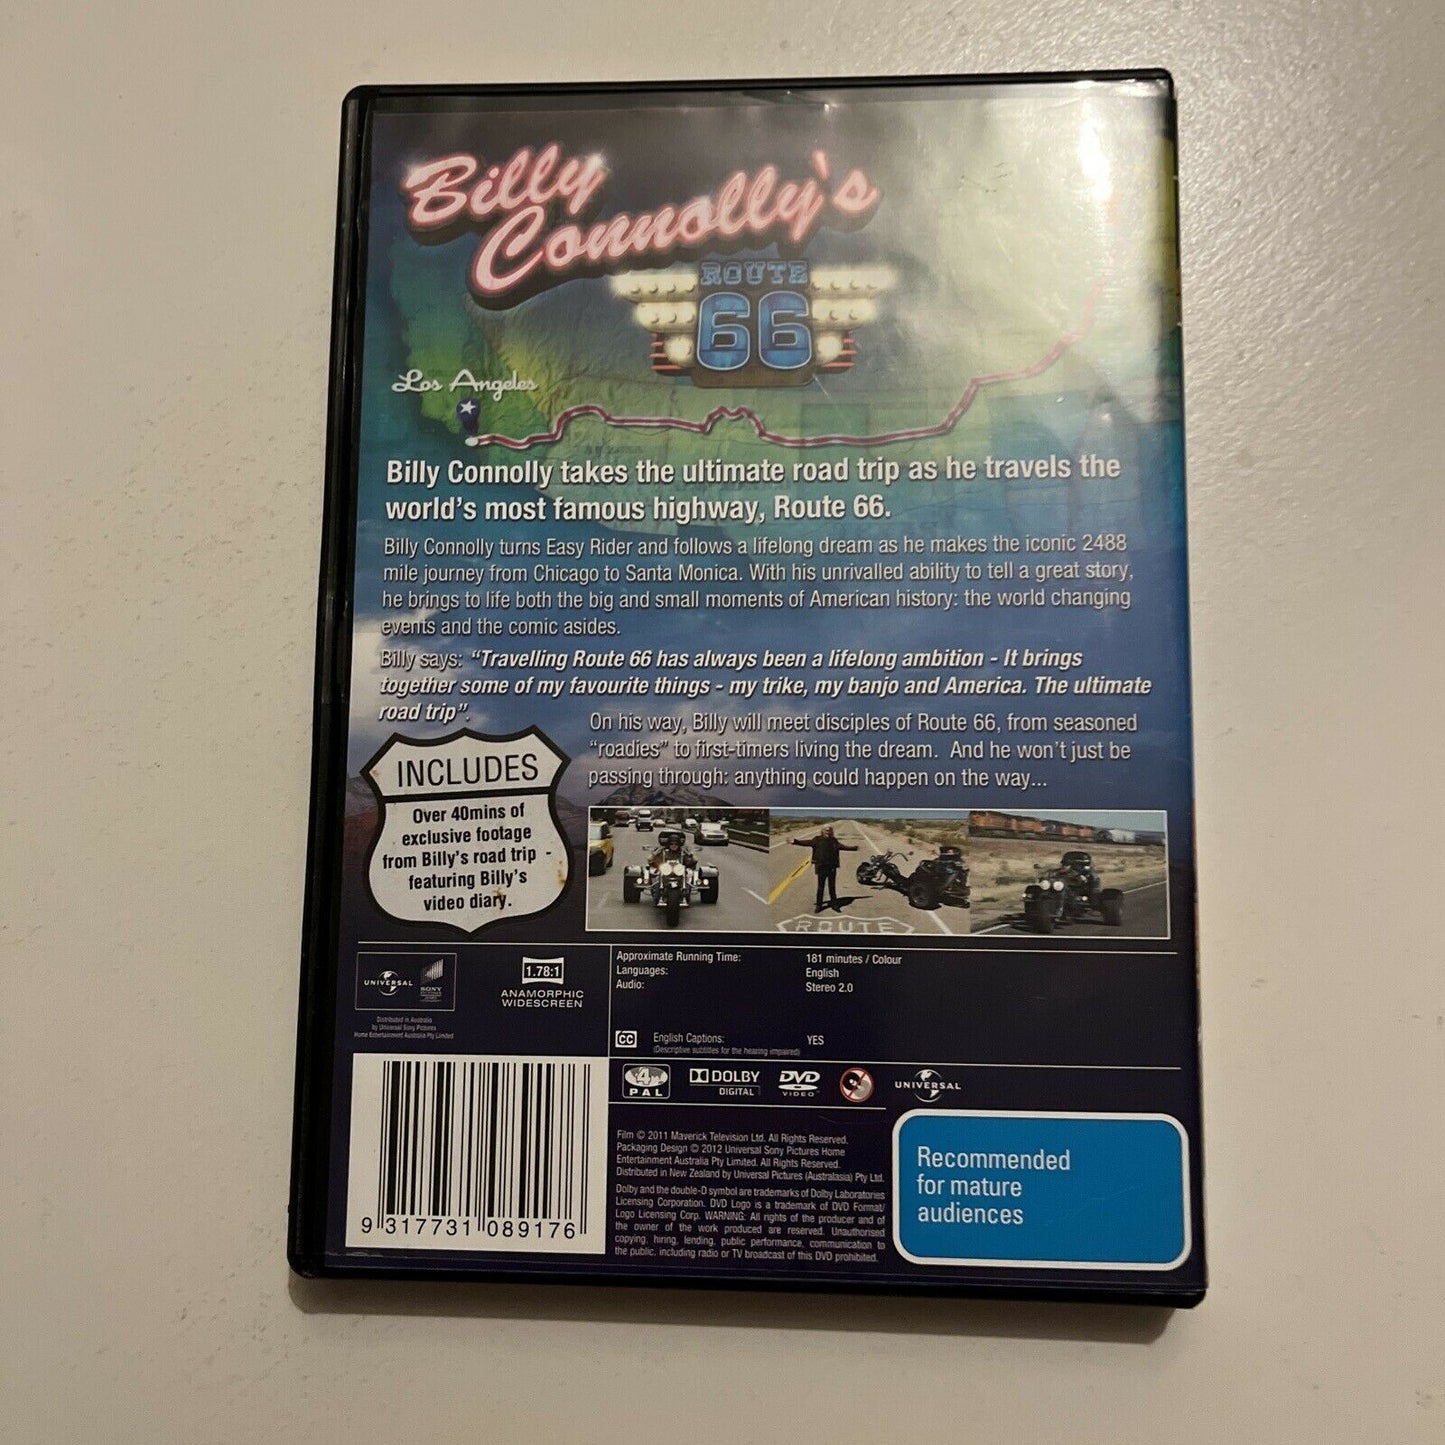 Billy
Connolly's
ROUTE
66
Los Angeles
Billy Connolly takes the ultimate road trip as he travels the
world's most famous highway, Route 66.
Billy Connolly turns Easy Rider and follows a lifelong dream as he makes the iconic 2488
mile journey from Chicago to Santa Monica. With his unrivalled ability to tell a great story,
he brings to life both the big and small moments of American history: the world changing
events and the comic asides.
Billy says: "Travelling Route 66 has always been a lifelong ambition - It brings
together some of my favourite things - my trike, my banjo and America. The ultimate
road trip".
On his way, Billy will meet disciples of Route 66, from seasoned
"roadies" to first-timers living the dream. And he won't just be
passing through: anything could happen on the way...
INCLUDES
Over 40mins of
exclusive footage
from Billy's road trip -
featuring Billy's
video diary.
ROUTE
UNIVERSAL
SONY
Distributed in Australia
by Universal Sony Pictures
Home Entertainment Australia Pty Limited
1.78:1
ANAMORPHIC
WIDESCREEN
Approximate Running Time: 181 minutes / Colour
Languages: English
Audio: Stereo 2.0
CC English Captions: YES
(Descriptive subtitles for the hearing impaired)
4
PAL
DOLBY
DIGITAL
DVD
VIDEO
UNIVERSAL
Film © 2011 Maverick Television Ltd. All Rights Reserved.
Packaging Design © 2012 Universal Sony Pictures Home
Entertainment Australia Pty Limited. All Rights Reserved.
Distributed in New Zealand by Universal Pictures (Australasia) Pty Ltd.
Dolby and the double-D symbol are trademarks of Dolby Laboratories
Licensing Corporation. DVD Logo is a trademark of DVD Format/
Logo Licensing Corp. WARNING: All rights of the producer and of
the owner of the work produced are reserved. Unauthorised
copying, hiring, lending, public performance, communication to
the public, including radio or TV broadcast of this DVD prohibited.
Recommended
for mature
audiences
9 317731 089176